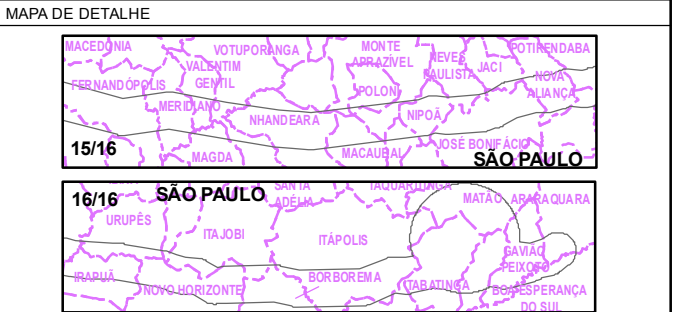 MAPA DE DETALHE
MACEDÔNIA
VOTUPORANGA
MONTE
APRAZÍVEL
NEVES
PAULISTA
POTIRENDABA
VALENTIM
GENTIL
JACI
NOVA
ALIANÇA
FERNANDÓPOLIS
POLONI
MERIDIANO
NHANDEARA
NIPOÃ
15/16
MAGDA
MACAUBAL
JOSÉ BONIFÁCIO
SÃO PAULO
16/16
SÃO PAULO
SANTA
ADÉLIA
TAQUARITINGA
MATÃO
ARARAQUARA
URUPÊS
ITAJOBI
ITÁPOLIS
GAVIÃO
PEIXOTO
IRAPUÃ
NOVO HORIZONTE
BORBOREMA
TABATINGA
BOA ESPERANÇA
DO SUL